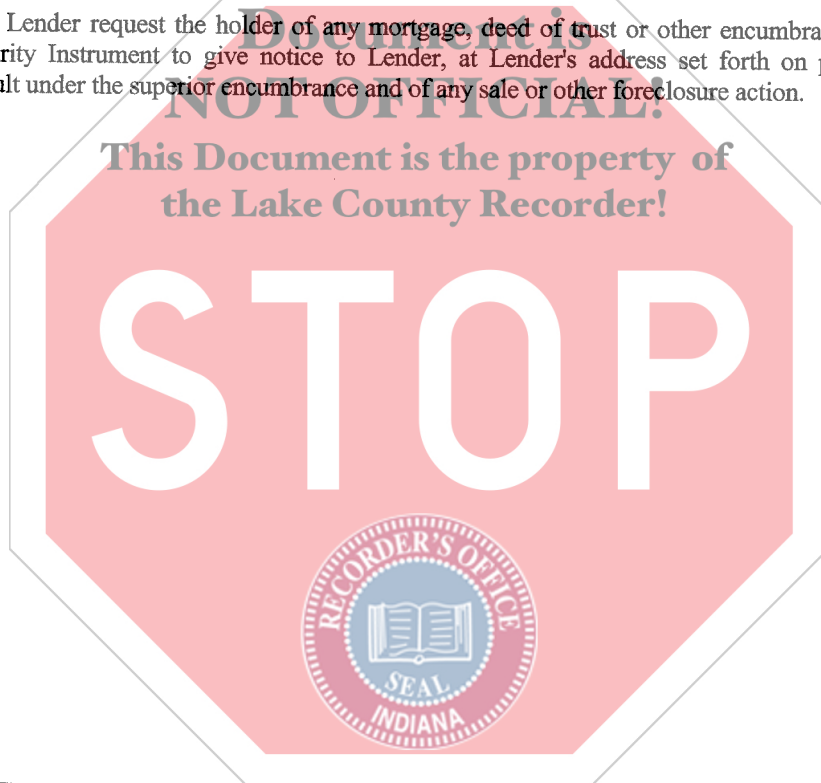 Lender request the holder of any mortgage, deed of trust or other encumbra
rity Instrument to give notice to Lender, at Lender's address set forth on
ult under the superior encumbrance and of any sale or other foreclosure action.
Document is
NOT OFFICIAL!
This Document is the property of
the Lake County Recorder!
STOP
RECORDER'S OFFICE
SEAL
INDIANA